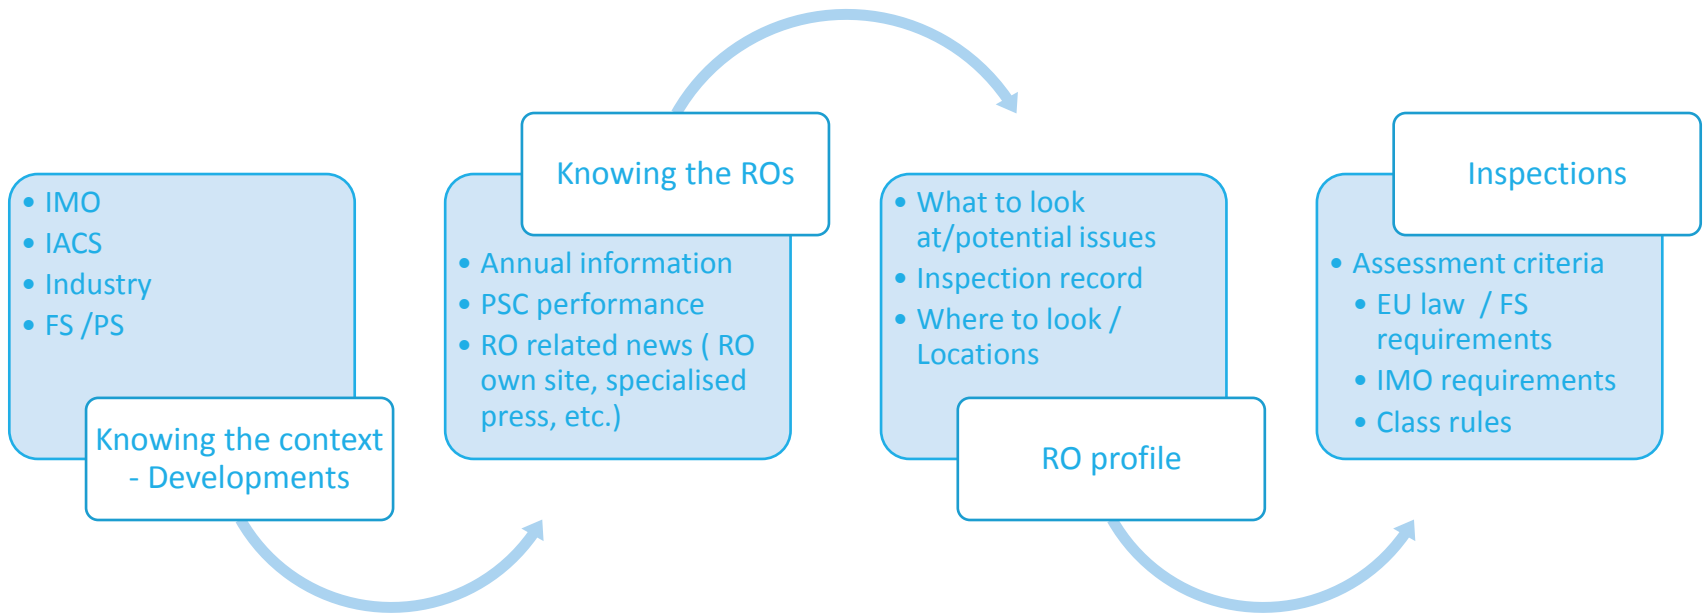 • IMO
• IACS
• Industry
• FS /PS
Knowing the context
- Developments
Knowing the ROs
• Annual information
• PSC performance
• RO related news ( RO
own site, specialised
press, etc.)
• What to look
at/potential issues
• Inspection record
• Where to look /
Locations
RO profile
Inspections
• Assessment criteria
• EU law / FS
requirements
• IMO requirements
• Class rules